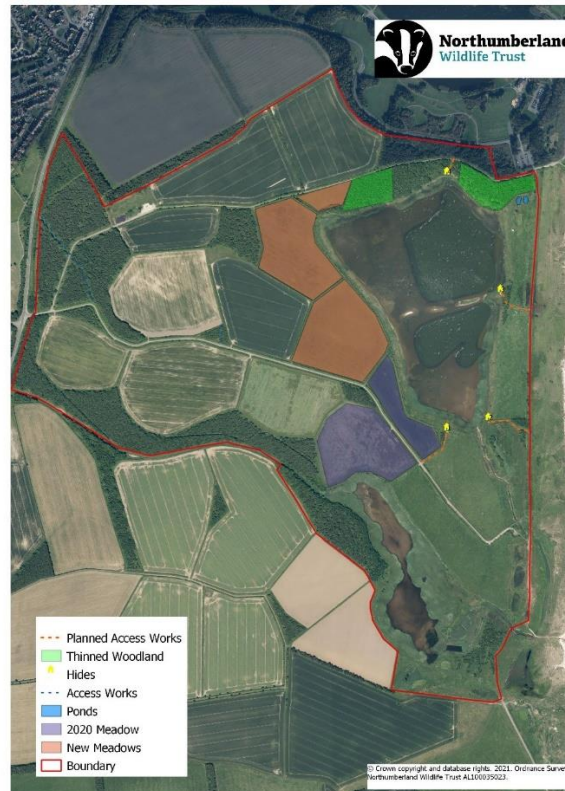 Northumberland
Wildlife Trust
Planned Access Works
Thinned Woodland
Hides
Access Works
Ponds
2020 Meadow
New Meadows
Boundary
© Crown copyright and database rights, 2021. Ordnance Survey
Northumberland Wildlife Trust AL100035023.